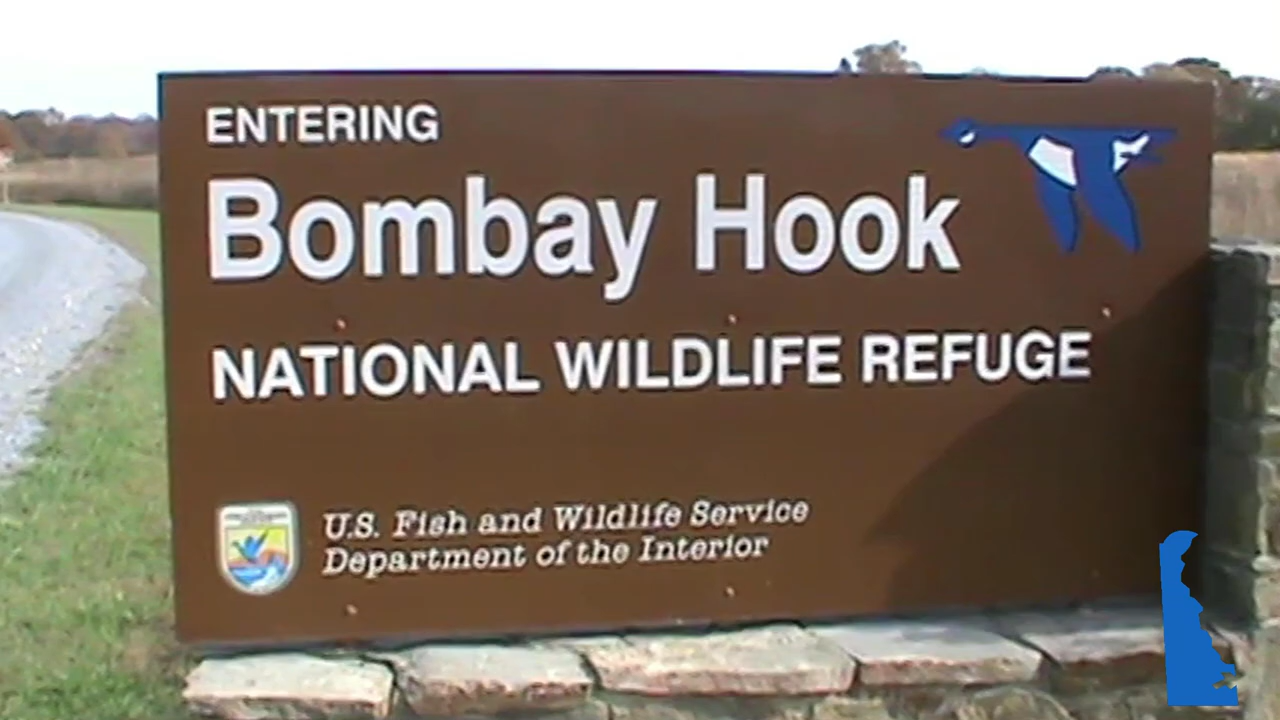 ENTERING
Bombay Hook
NATIONAL WILDLIFE REFUGE
U.S. Fish and Wildlife Service
Department of the Interior